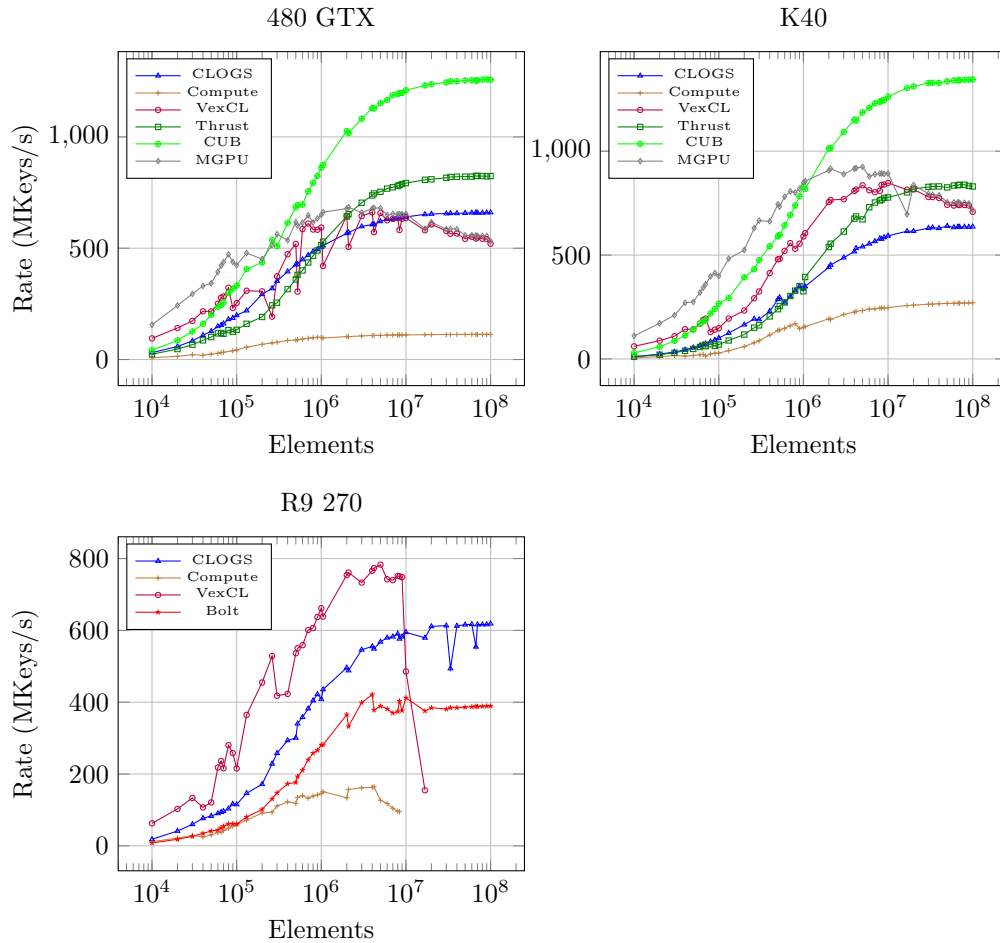 480 GTX
Rate (MKeys/s)
1,000
500
0
CLOGS
Compute
VexCL
Thrust
CUB
MGPU
10^4 10^5 10^6 10^7 10^8
Elements
K40
1,000
500
0
CLOGS
Compute
VexCL
Thrust
CUB
MGPU
10^4 10^5 10^6 10^7 10^8
Elements
R9 270
Rate (MKeys/s)
800
600
400
200
0
CLOGS
Compute
VexCL
Bolt
10^4 10^5 10^6 10^7 10^8
Elements